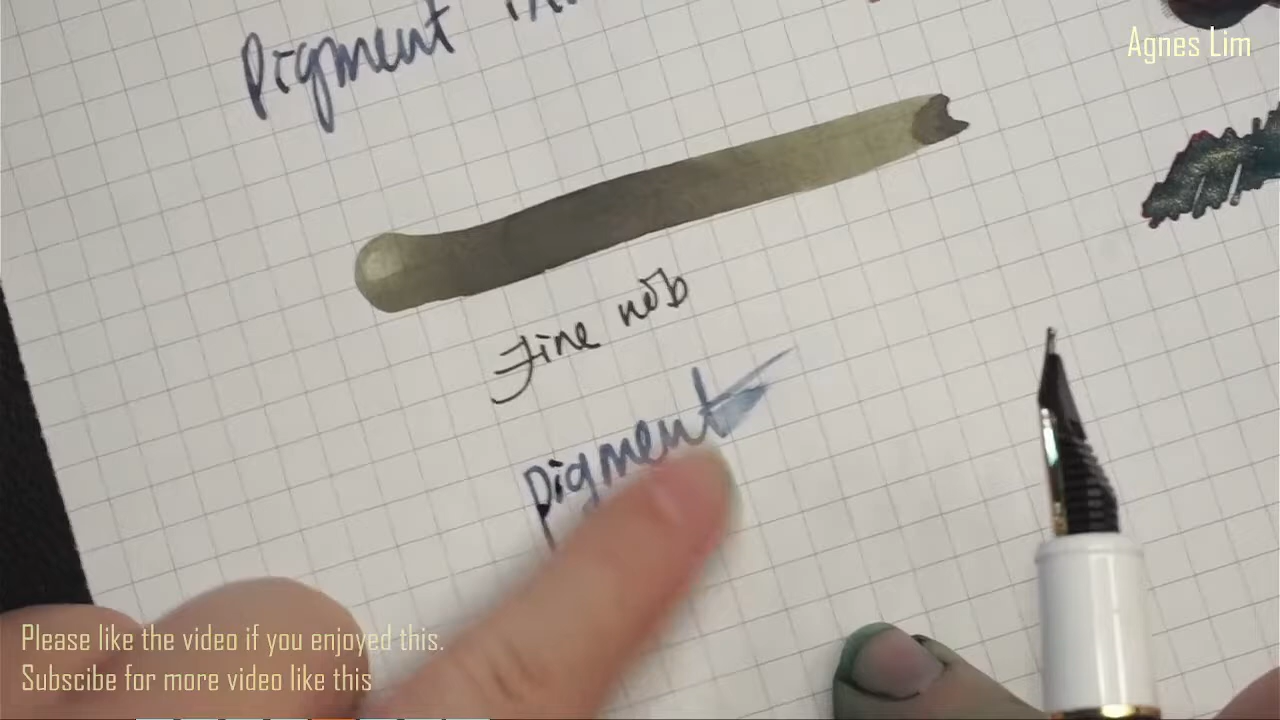 Pigment
Agnes Lim
Fine nib
pigment
Please like the video if you enjoyed this.
Subscibe for more video like this